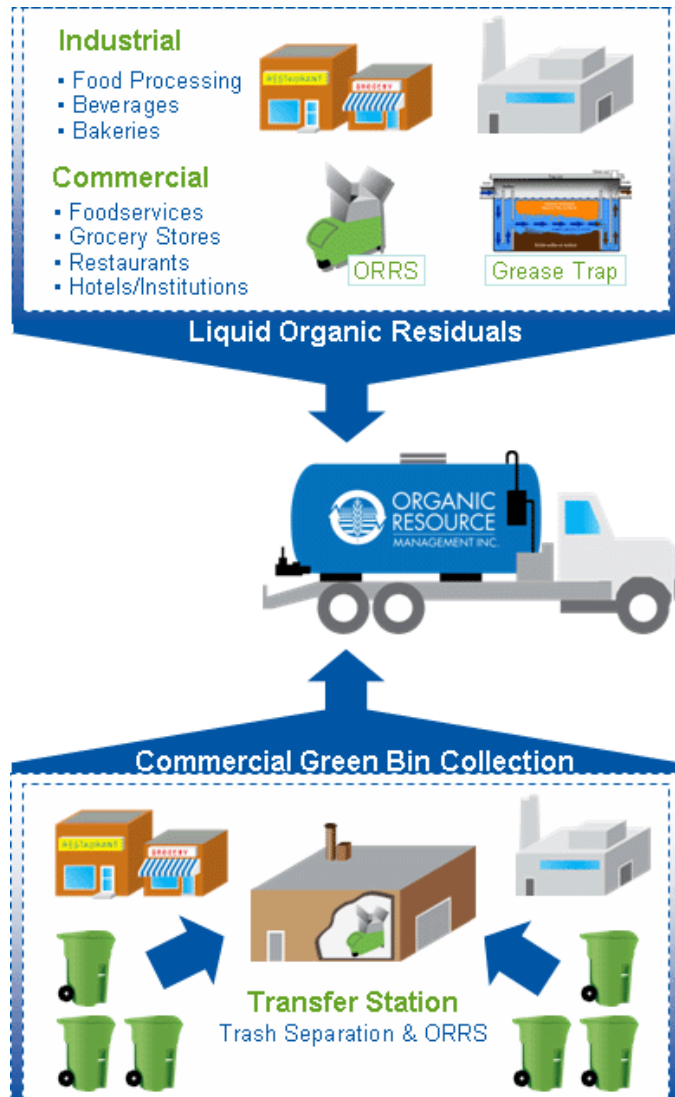 Industrial
▪ Food Processing
▪ Beverages
▪ Bakeries
RESTAURANT
GROCERY
Commercial
▪ Foodservices
▪ Grocery Stores
▪ Restaurants
▪ Hotels/Institutions
ORRS
Grease Trap
Liquid Organic Residuals
ORGANIC
RESOURCE
MANAGEMENT INC.
Commercial Green Bin Collection
RESTAURANT
GROCERY
Transfer Station
Trash Separation & ORRS